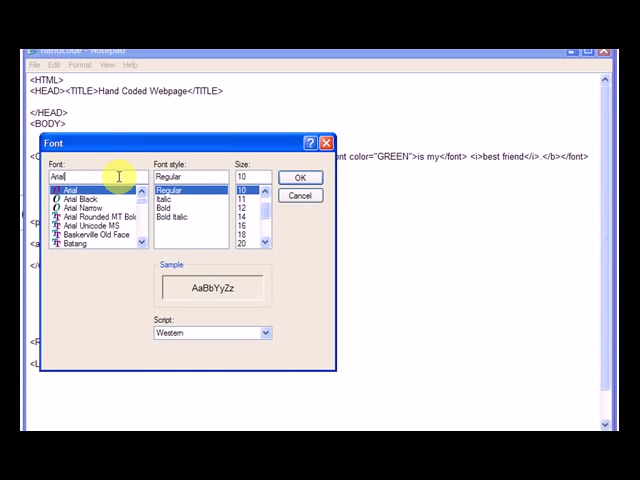 handcode - Notepad
File Edit Format View Help
<HTML>
<HEAD><TITLE>Hand Coded Webpage</TITLE>
</HEAD>
<BODY>
Font
Font: Font style: Size:
Arial Regular 10 OK
Arial Regular 10
Arial Black Italic 11 Cancel
Arial Narrow Bold 12
Arial Rounded MT Bol Bold Italic 14
Arial Unicode MS 16
Baskerville Old Face 18
Batang 20
Sample
AaBbYyZz
Script:
Western
<C ont color="GREEN">is my</font> <i>best friend</i>.</b></font>
<p
<a
</
<R
<L